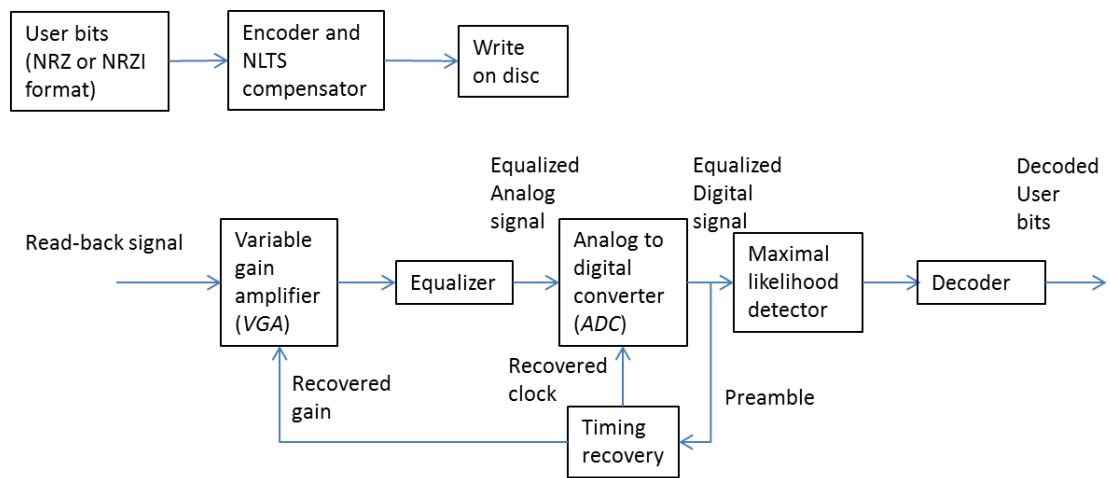 User bits
(NRZ or NRZI
format)
Encoder and
NLTS
compensator
Write
on disc
Read-back signal
Variable
gain
amplifier
(VGA)
Equalizer
Equalized
Analog
signal
Analog to
digital
converter
(ADC)
Equalized
Digital
signal
Maximal
likelihood
detector
Decoder
Decoded
User
bits
Recovered
gain
Recovered
clock
Preamble
Timing
recovery